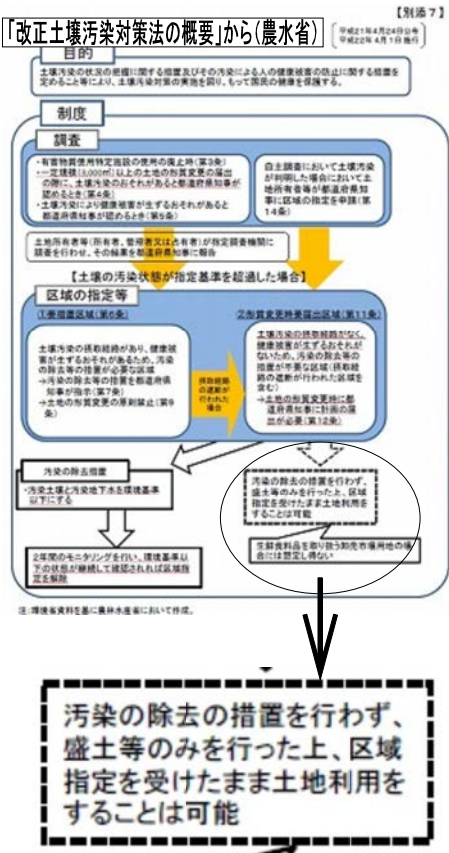 【別添７】
「改正土壌汚染対策法の概要」から(農水省)
平成21年4月24日公布
平成22年4月1日施行
目的
土壌汚染の状況の把握に関する措置及びその汚染による人の健康被害の防止に関する措置を
定めること等により、土壌汚染対策の実施を図り、もって国民の健康を保護する。
制度
調査
・有害物質使用特定施設の使用の廃止時(第3条)
・一定規模(3,000㎡)以上の土地の形質変更の届出
の際に、土壌汚染のおそれがあると都道府県知事が
認めるとき(第4条)
・土壌汚染により健康被害が生ずるおそれがあると
都道府県知事が認めるとき(第5条)
自主調査において土壌汚染
が判明した場合において土
地所有者等が都道府県知
事に区域の指定を申請(第
14条)
土地所有者等(所有者、管理者又は占有者)が指定調査機関に
調査を行わせ、その結果を都道府県知事に報告
【土壌の汚染状態が指定基準を超過した場合】
区域の指定等
①要措置区域(第6条)
土壌汚染の摂取経路があり、健康被
害が生ずるおそれがあるため、汚染
の除去等の措置が必要な区域
→汚染の除去等の措置を都道府県
知事が指示(第7条)
→土地の形質変更の原則禁止(第9
条)
摂取経路
の遮断が
行われた
場合
②形質変更時要届出区域(第11条)
土壌汚染の摂取経路がなく、
健康被害が生ずるおそれが
ないため、汚染の除去等の
措置が不要な区域(摂取経
路の遮断が行われた区域を
含む)
→土地の形質変更時に都
道府県知事に計画の届
出が必要(第12条)
汚染の除去措置
・汚染土壌と汚染地下水を環境基準
以下にする
汚染の除去の措置を行わず、
盛土等のみを行った上、区域
指定を受けたまま土地利用を
することは可能
2年間のモニタリングを行い、環境基準以
下の状態が継続して確認されれば区域指
定を解除
生鮮食料品を取り扱う卸売市場用地の場
合には想定し得ない
注:環境省資料を基に農林水産省において作成。
汚染の除去の措置を行わず、
盛土等のみを行った上、区域
指定を受けたまま土地利用を
することは可能